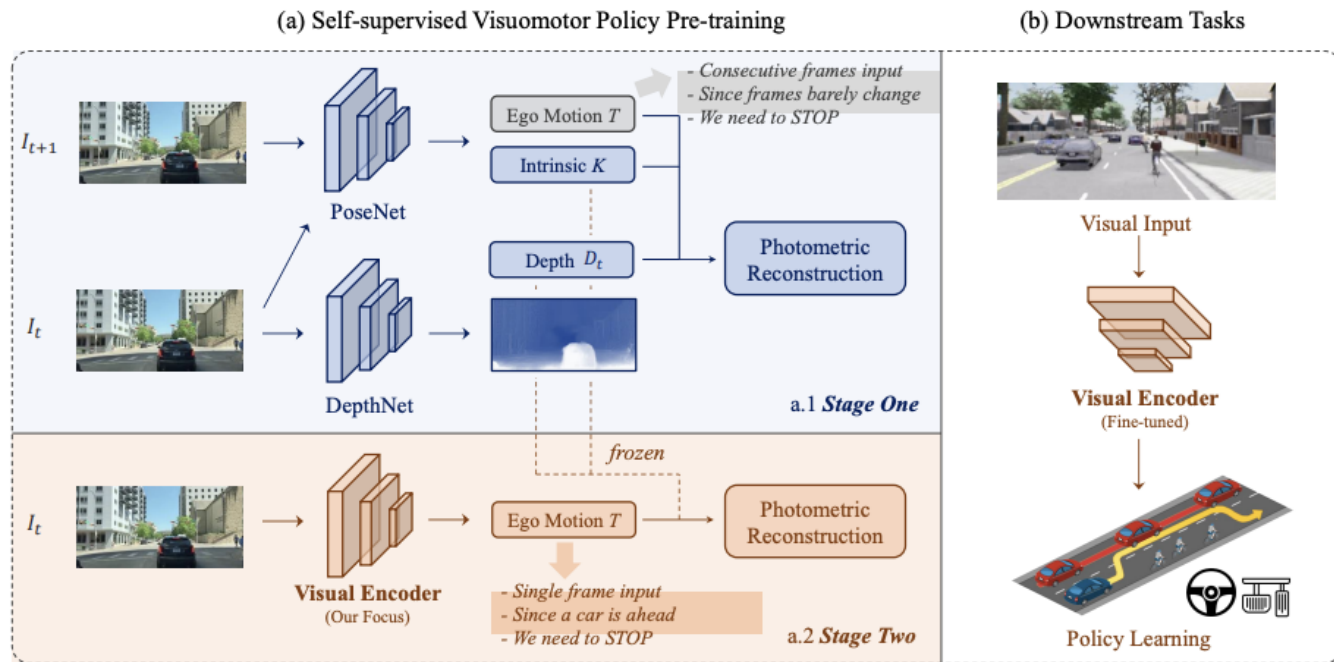 (a) Self-supervised Visuomotor Policy Pre-training
(b) Downstream Tasks
I_{t+1}
PoseNet
Ego Motion T
Intrinsic K
- Consecutive frames input
- Since frames barely change
- We need to STOP
I_t
DepthNet
Depth D_t
Photometric
Reconstruction
a.1 Stage One
I_t
Visual Encoder
(Our Focus)
frozen
Ego Motion T
Photometric
Reconstruction
- Single frame input
- Since a car is ahead
- We need to STOP
a.2 Stage Two
Visual Input
Visual Encoder
(Fine-tuned)
Policy Learning